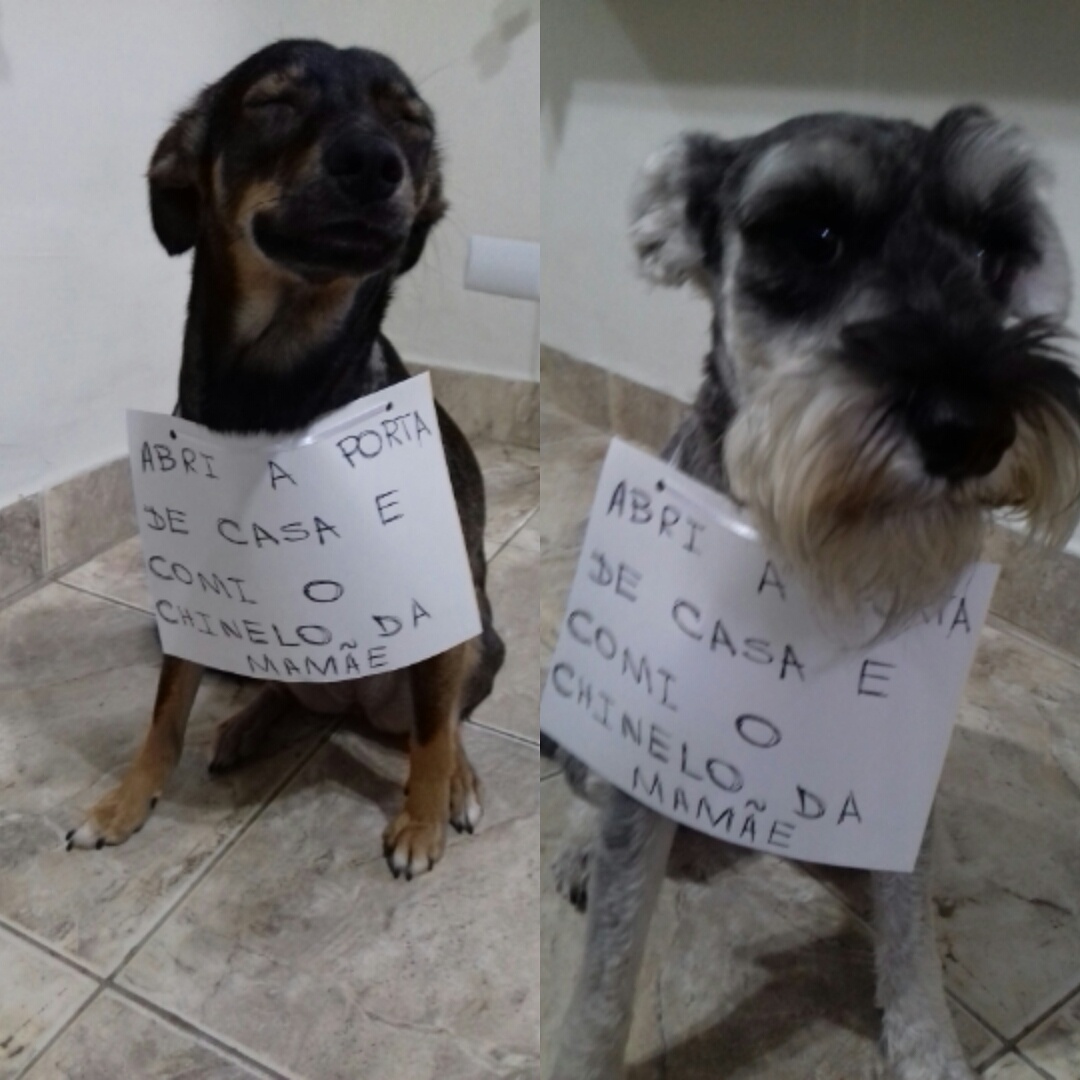 ABRI A PORTA
DE CASA E
COMI O
CHINELO DA
MAMÃE
ABRI A
DE CASA E
COMI O
CHINELO DA
MAMÃE